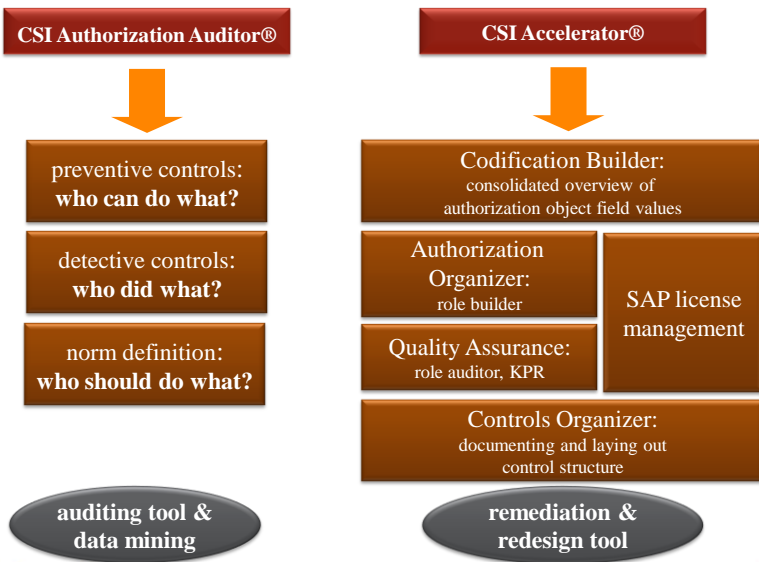 CSI Authorization Auditor®
preventive controls:
who can do what?
detective controls:
who did what?
norm definition:
who should do what?
auditing tool &
data mining
CSI Accelerator®
Codification Builder:
consolidated overview of
authorization object field values
Authorization
Organizer:
role builder
SAP license
management
Quality Assurance:
role auditor, KPR
Controls Organizer:
documenting and laying out
control structure
remediation &
redesign tool